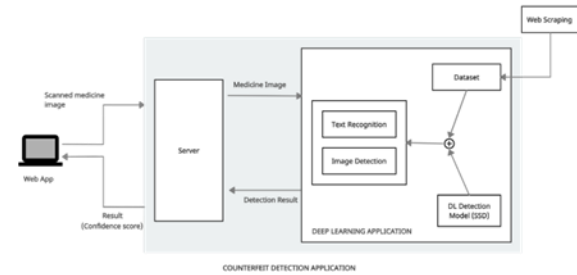 Web Scraping
Scanned medicine
image
Medicine Image
Dataset
Server
Text Recognition
Image Detection
Web App
Result
(Confidence score)
Detection Result
DL Detection
Model (SSD)
DEEP LEARNING APPLICATION
COUNTERFEIT DETECTION APPLICATION